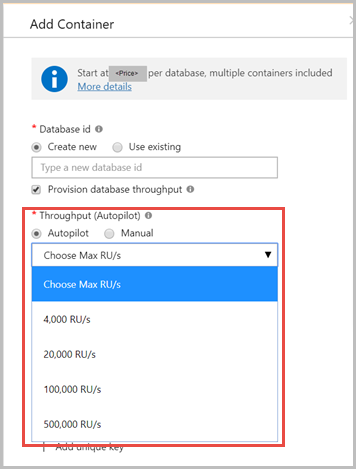 Add Container
Start at <Price> per database, multiple containers included
More details
* Database id
Create new Use existing
Type a new database id
Provision database throughput
* Throughput (Autopilot)
Autopilot Manual
Choose Max RU/s
Choose Max RU/s
4,000 RU/s
20,000 RU/s
100,000 RU/s
500,000 RU/s
Add unique key